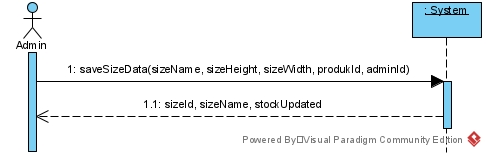 : System
Admin
1: saveSizeData(sizeName, sizeHeight, sizeWidth, produkId, adminId)
1.1: sizeId, sizeName, stockUpdated
Powered By Visual Paradigm Community Edition